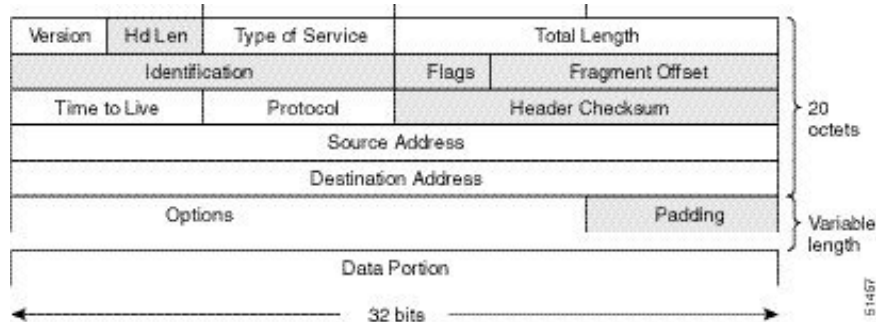 Version Hd Len Type of Service Total Length
Identification Flags Fragment Offset
Time to Live Protocol Header Checksum
Source Address
Destination Address
Options Padding
Data Portion
32 bits
20
octets
Variable
length
51457